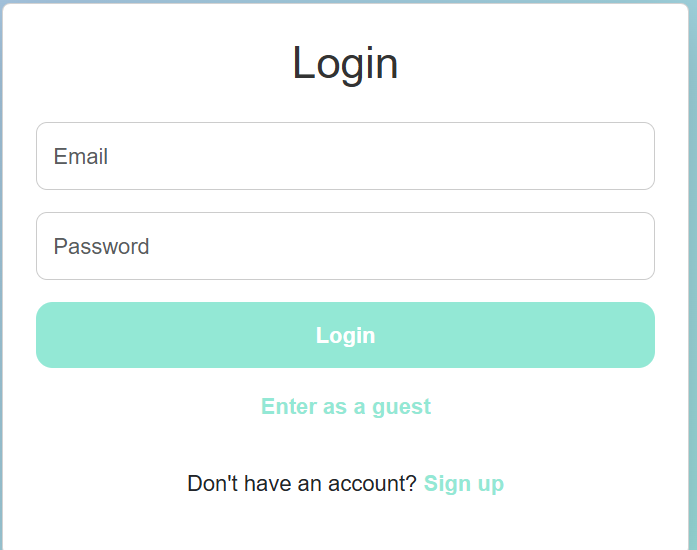 Login
Email
Password
Login
Enter as a guest
Don't have an account? Sign up